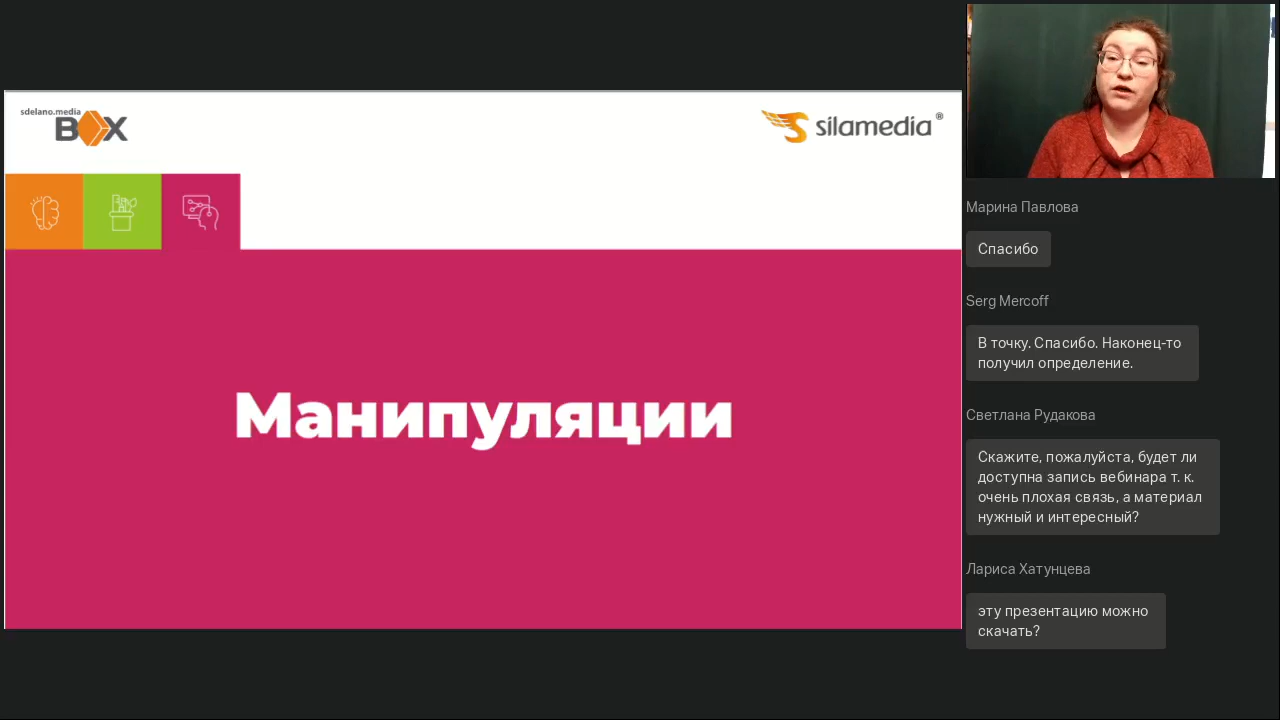 sdelano.media
BOX
silamedia®
Манипуляции
Марина Павлова
Спасибо
Serg Mercoff
В точку. Спасибо. Наконец-то
получил определение.
Светлана Рудакова
Скажите, пожалуйста, будет ли
доступна запись вебинара т. к.
очень плохая связь, а материал
нужный и интересный?
Лариса Хатунцева
эту презентацию можно
скачать?